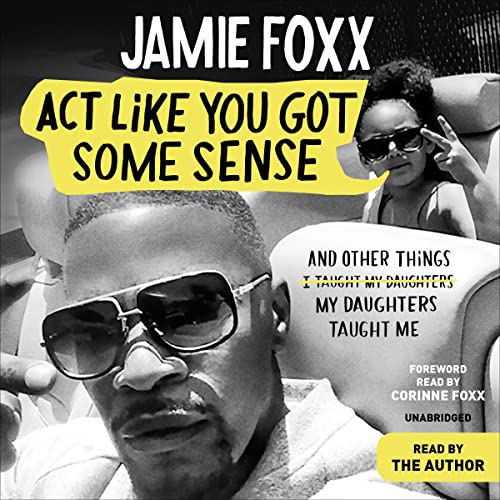 JAMIE FOXX
ACT LiKE YOU GOT
SOME SENSE
AND OTHER THiNGS
I TAUGHT MY DAUGHTERS
MY DAUGHTERS
TAUGHT ME
FOREWORD
READ BY
CORINNE FOXX
UNABRIDGED
READ BY
THE AUTHOR